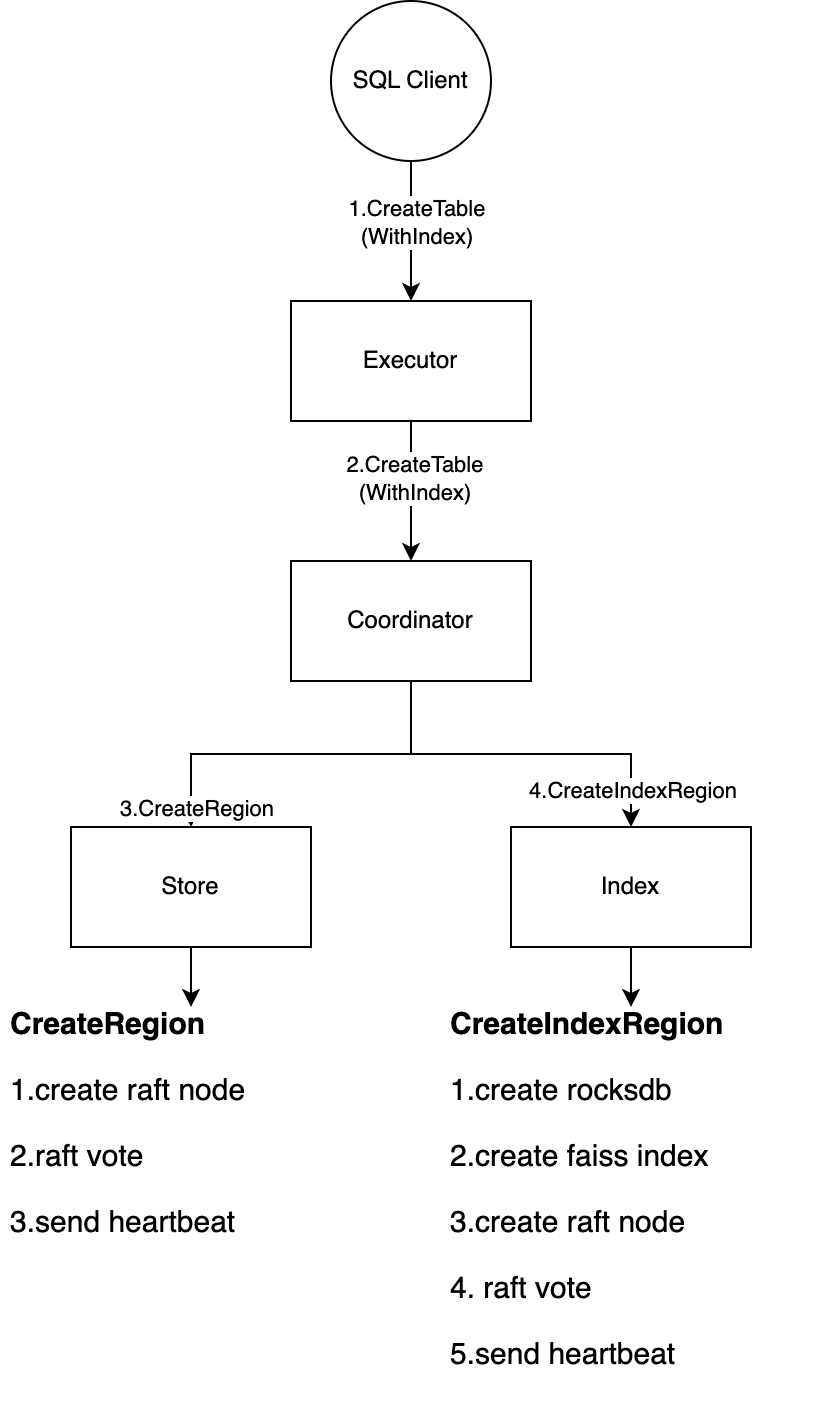 SQL Client
1.CreateTable
(WithIndex)
Executor
2.CreateTable
(WithIndex)
Coordinator
3.CreateRegion
4.CreateIndexRegion
Store
Index
CreateRegion
1.create raft node
2.raft vote
3.send heartbeat
CreateIndexRegion
1.create rocksdb
2.create faiss index
3.create raft node
4. raft vote
5.send heartbeat